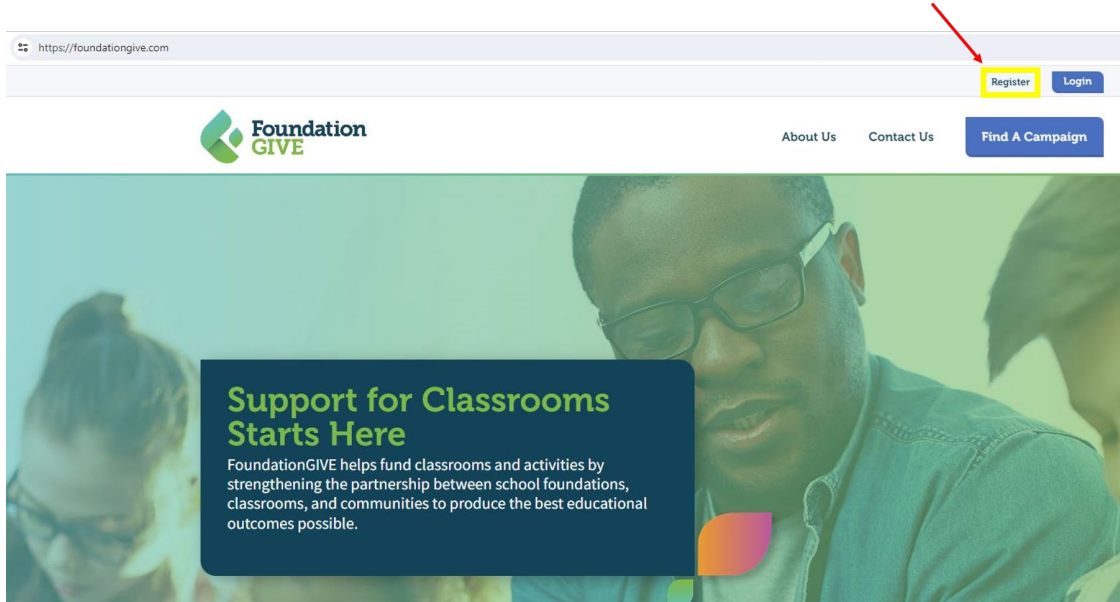 https://foundationgive.com
Register Login
Foundation
GIVE
About Us Contact Us Find A Campaign
Support for Classrooms
Starts Here
FoundationGIVE helps fund classrooms and activities by
strengthening the partnership between school foundations,
classrooms, and communities to produce the best educational
outcomes possible.